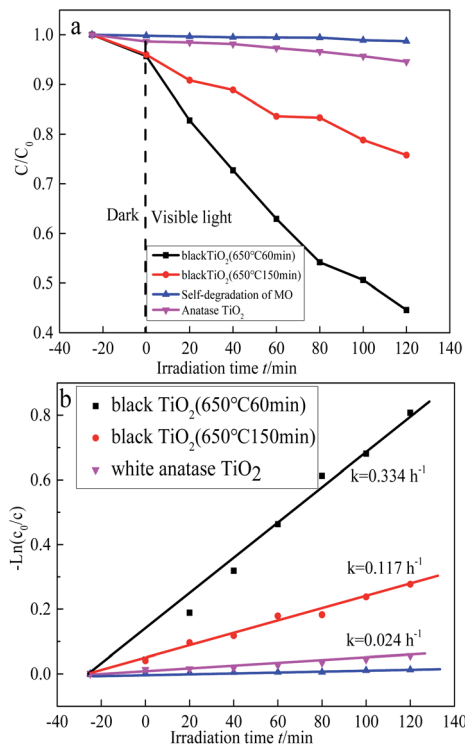 a
1.0
0.9
0.8
0.7
0.6
0.5
0.4
C/C₀
Dark
Visible light
blackTiO₂(650℃60min)
blackTiO₂(650℃150min)
Self-degradation of MO
Anatase TiO₂
-20 0 20 40 60 80 100 120
Irradiation time t/min
b
black TiO₂(650℃60min)
black TiO₂(650℃150min)
white anatase TiO₂
-0.8
0.6
0.4
0.2
0.0
-Ln(c₀/c)
k=0.334 h⁻¹
k=0.117 h⁻¹
k=0.024 h⁻¹
-40 -20 0 20 40 60 80 100 120 140
Irradiation time t/min